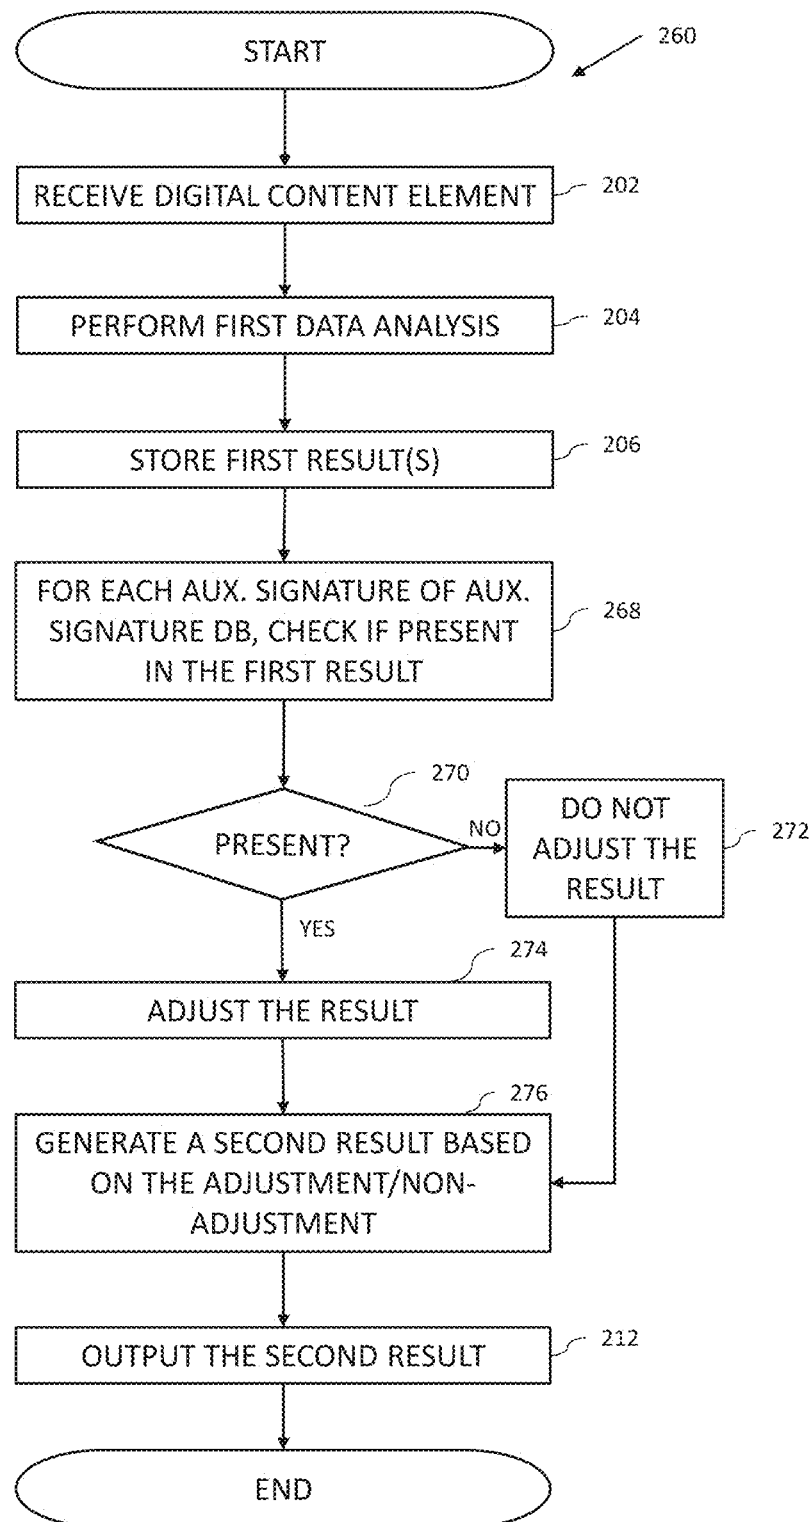 START
260
RECEIVE DIGITAL CONTENT ELEMENT
202
PERFORM FIRST DATA ANALYSIS
204
STORE FIRST RESULT(S)
206
FOR EACH AUX. SIGNATURE OF AUX.
SIGNATURE DB, CHECK IF PRESENT
IN THE FIRST RESULT
268
270
PRESENT?
NO
DO NOT
ADJUST THE
RESULT
272
YES
274
ADJUST THE RESULT
276
GENERATE A SECOND RESULT BASED
ON THE ADJUSTMENT/NON-
ADJUSTMENT
OUTPUT THE SECOND RESULT
212
END